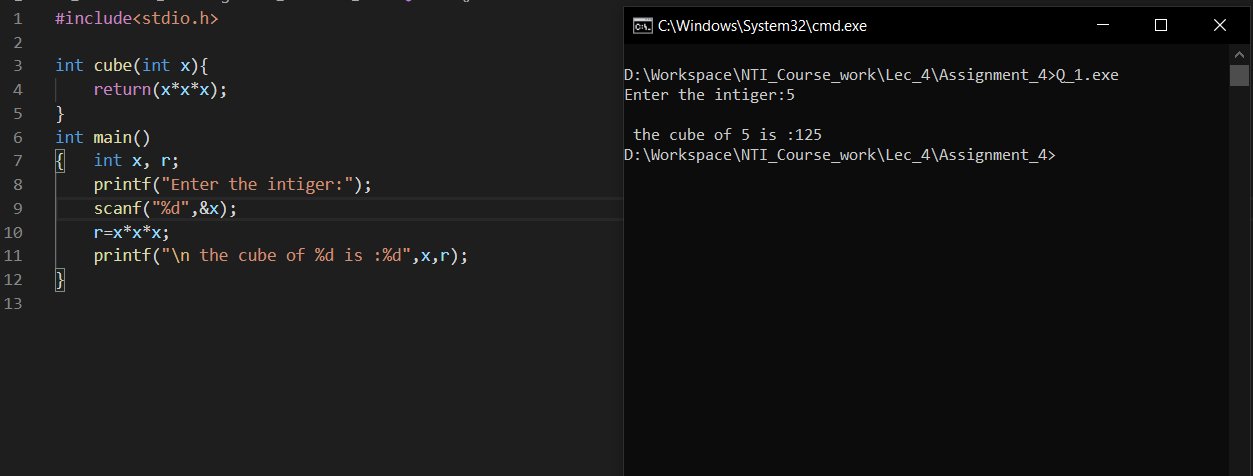 1 #include<stdio.h>
2
3 int cube(int x){
4 return(x*x*x);
5 }
6 int main()
7 { int x, r;
8 printf("Enter the intiger:");
9 scanf("%d",&x);
10 r=x*x*x;
11 printf("\n the cube of %d is :%d",x,r);
12 }
13
C:\Windows\System32\cmd.exe
D:\Workspace\NTI_Course_work\Lec_4\Assignment_4>Q_1.exe
Enter the intiger:5
the cube of 5 is :125
D:\Workspace\NTI_Course_work\Lec_4\Assignment_4>